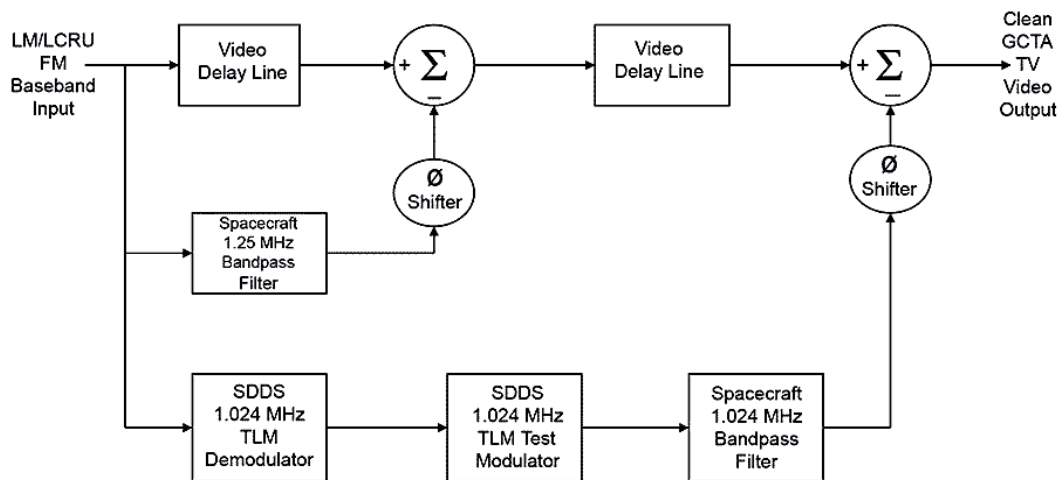 LM/LCRU
FM
Baseband
Input
Video
Delay Line
+ Σ
–
Video
Delay Line
+ Σ
–
Clean
GCTA
TV
Video
Output
Ø
Shifter
Ø
Shifter
Spacecraft
1.25 MHz
Bandpass
Filter
SDDS
1.024 MHz
TLM
Demodulator
SDDS
1.024 MHz
TLM Test
Modulator
Spacecraft
1.024 MHz
Bandpass
Filter